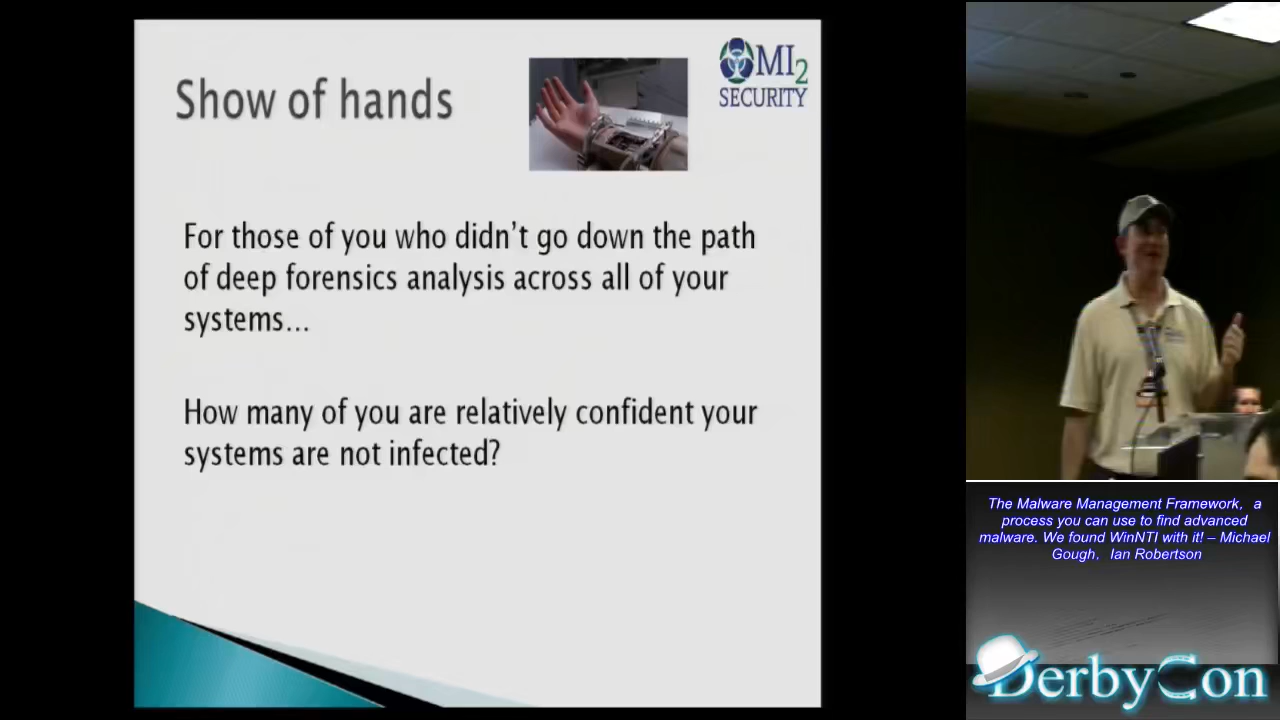 Show of hands
MI2
SECURITY
For those of you who didn't go down the path
of deep forensics analysis across all of your
systems...
How many of you are relatively confident your
systems are not infected?
The Malware Management Framework, a
process you can use to find advanced
malware. We found WinNTI with it! – Michael
Gough, Ian Robertson
DerbyCon